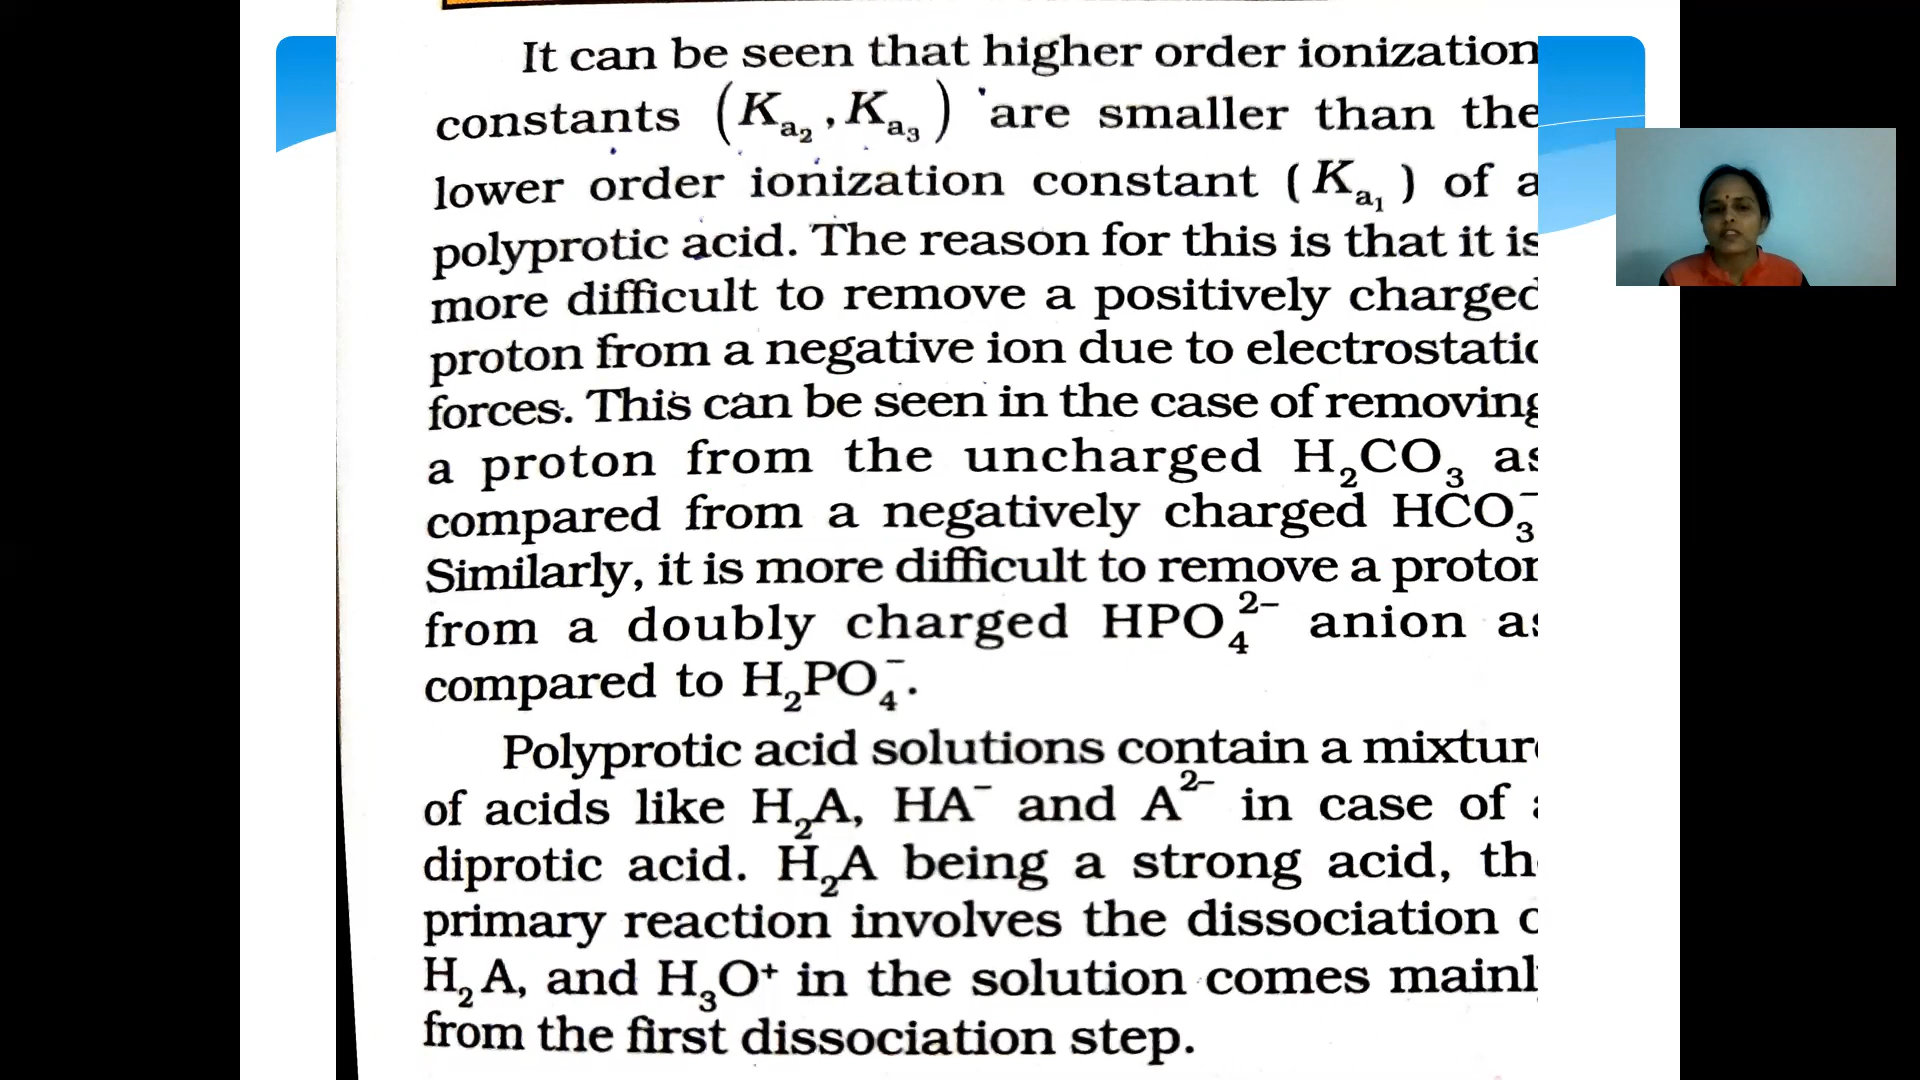 It can be seen that higher order ionization
constants (Kₐ₂, Kₐ₃) are smaller than the
lower order ionization constant (Kₐ₁) of a
polyprotic acid. The reason for this is that it is
more difficult to remove a positively charged
proton from a negative ion due to electrostatic
forces. This can be seen in the case of removing
a proton from the uncharged H₂CO₃ as
compared from a negatively charged HCO₃⁻
Similarly, it is more difficult to remove a proton
from a doubly charged HPO₄²⁻ anion as
compared to H₂PO₄⁻.
Polyprotic acid solutions contain a mixture
of acids like H₂A, HA⁻ and A²⁻ in case of
diprotic acid. H₂A being a strong acid, the
primary reaction involves the dissociation
H₂A, and H₃O⁺ in the solution comes mainl
from the first dissociation step.